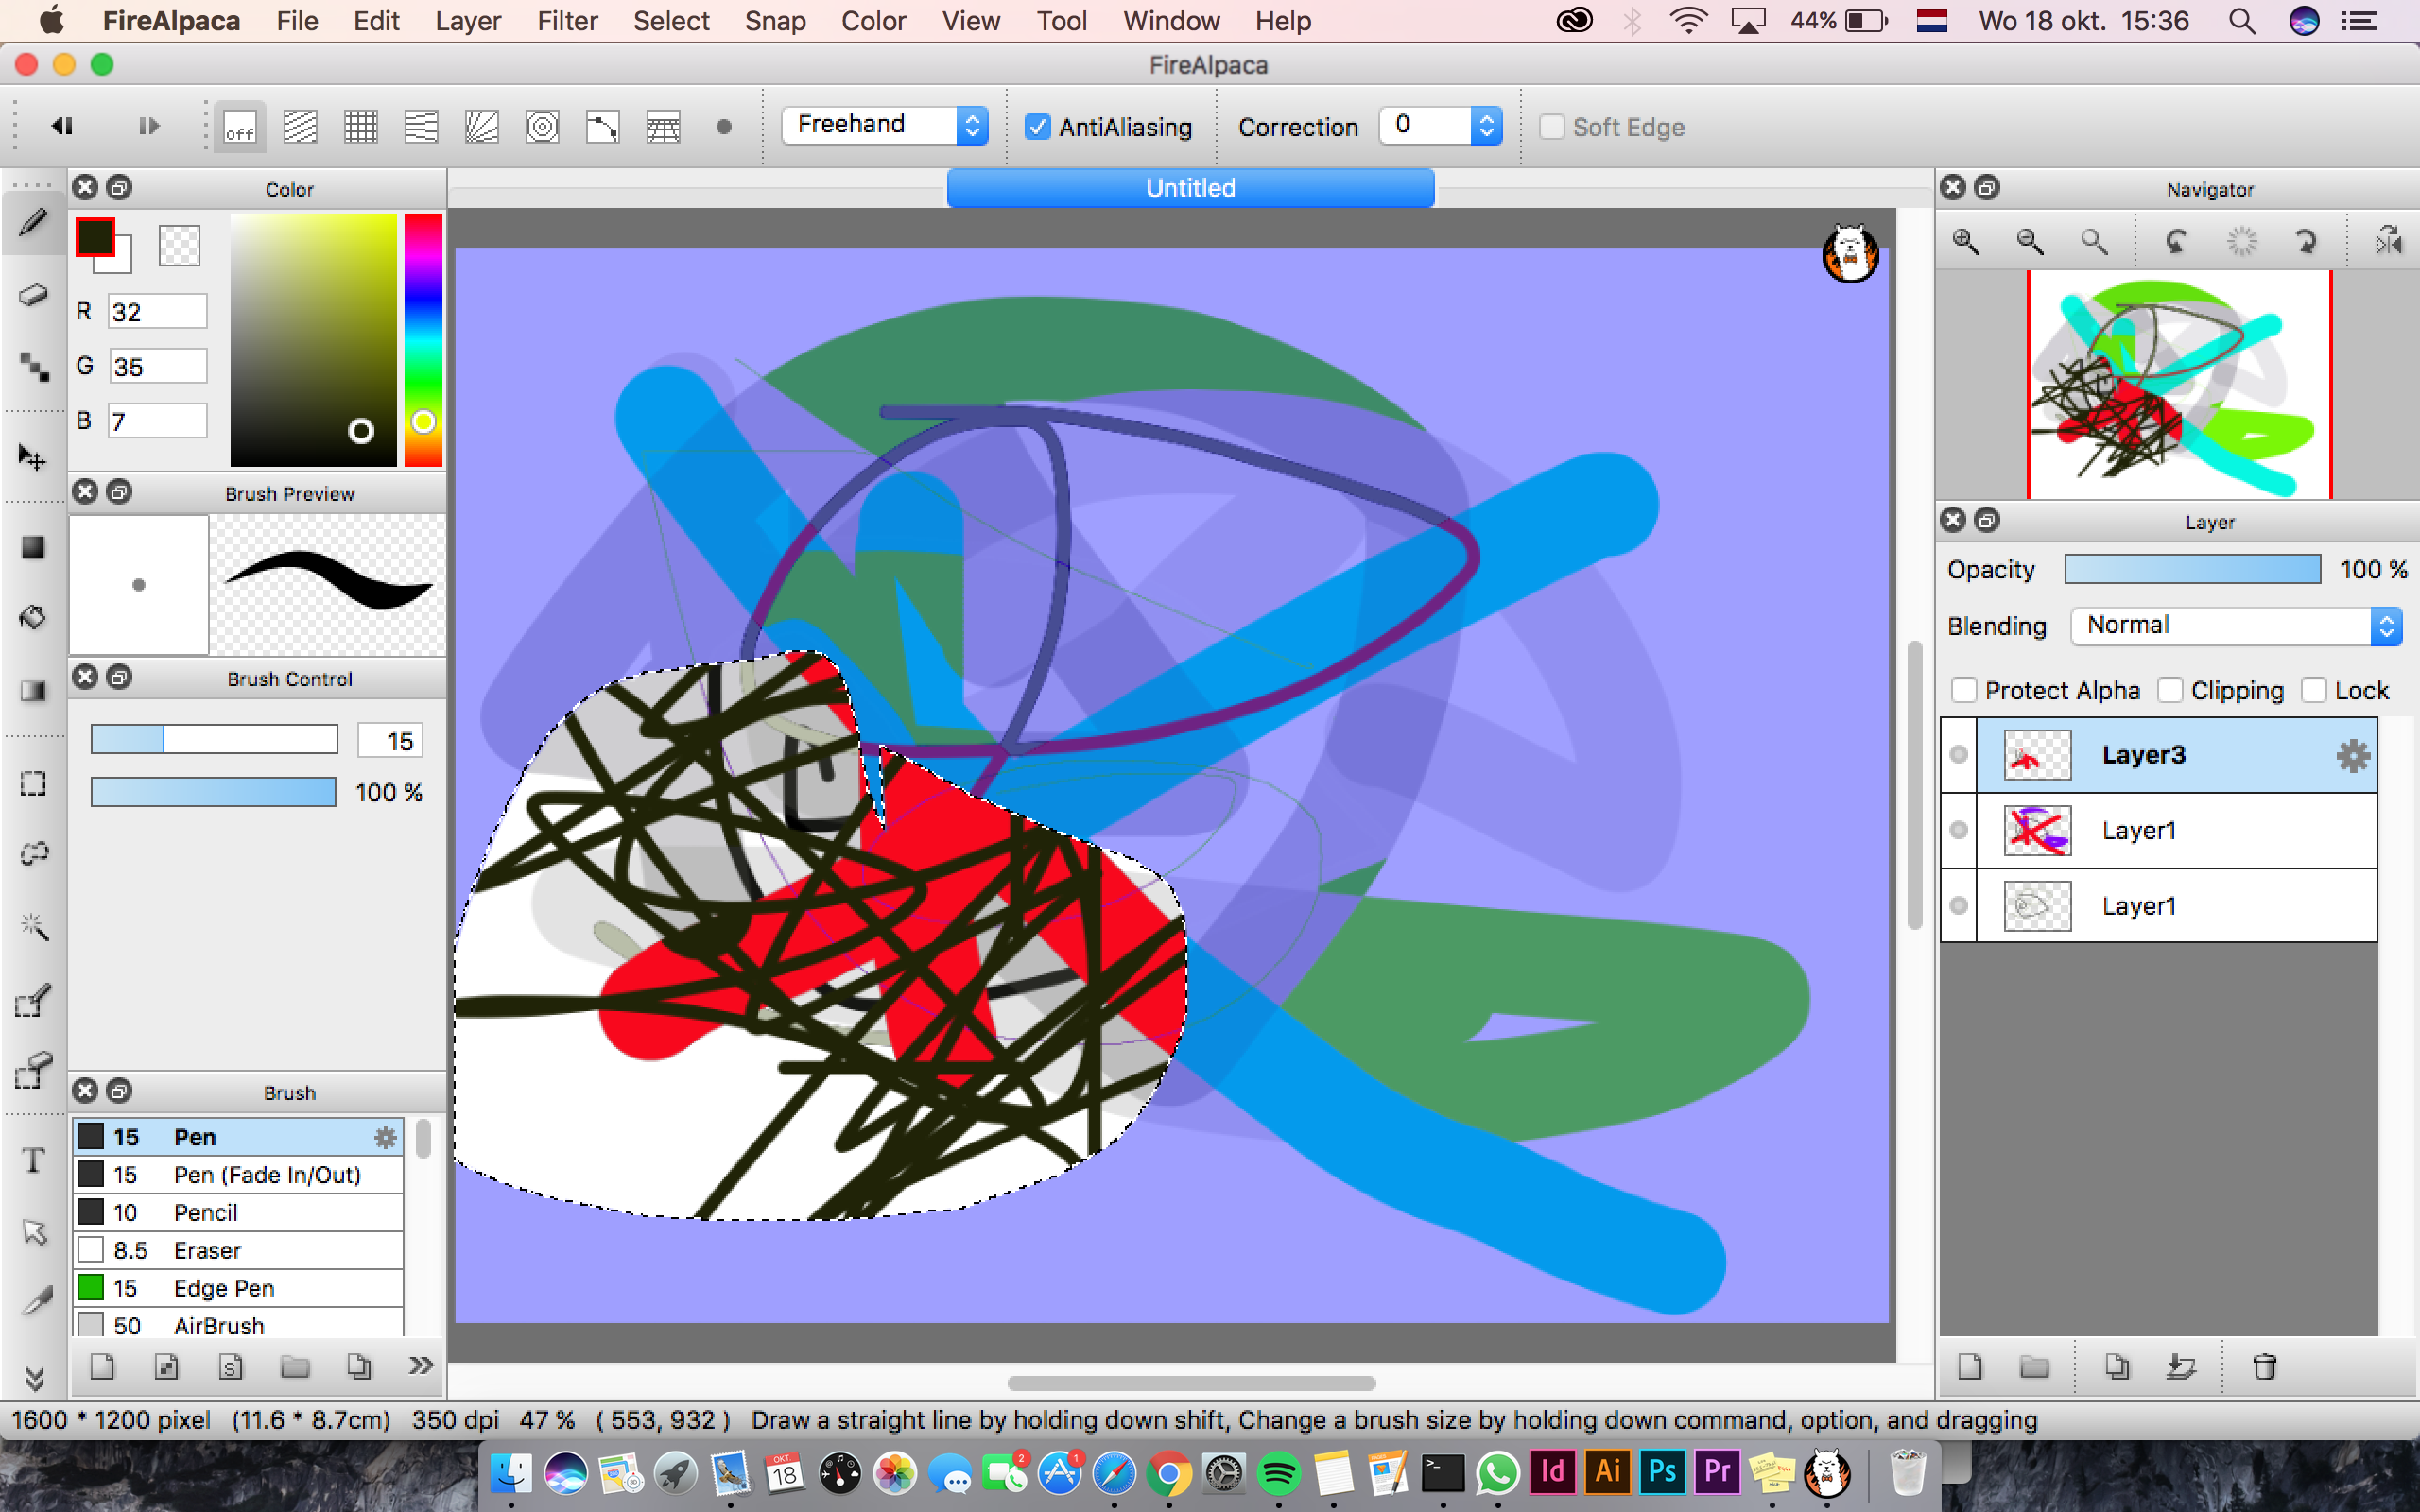 FireAlpaca File Edit Layer Filter Select Snap Color View Tool Window Help 44% Wo 18 okt. 15:36
FireAlpaca
off Freehand AntiAliasing Correction 0 Soft Edge
Color
R 32
G 35
B 7
Brush Preview
Brush Control
15
100 %
Brush
15 Pen
15 Pen (Fade In/Out)
10 Pencil
8.5 Eraser
15 Edge Pen
50 AirBrush
S
T
Untitled
Navigator
Layer
Opacity 100 %
Blending Normal
Protect Alpha Clipping Lock
Layer3
Layer1
Layer1
1600 * 1200 pixel (11.6 * 8.7cm) 350 dpi 47 % ( 553, 932 ) Draw a straight line by holding down shift, Change a brush size by holding down command, option, and dragging
OKT. 18 2 1 >_ Id Ai Ps Pr